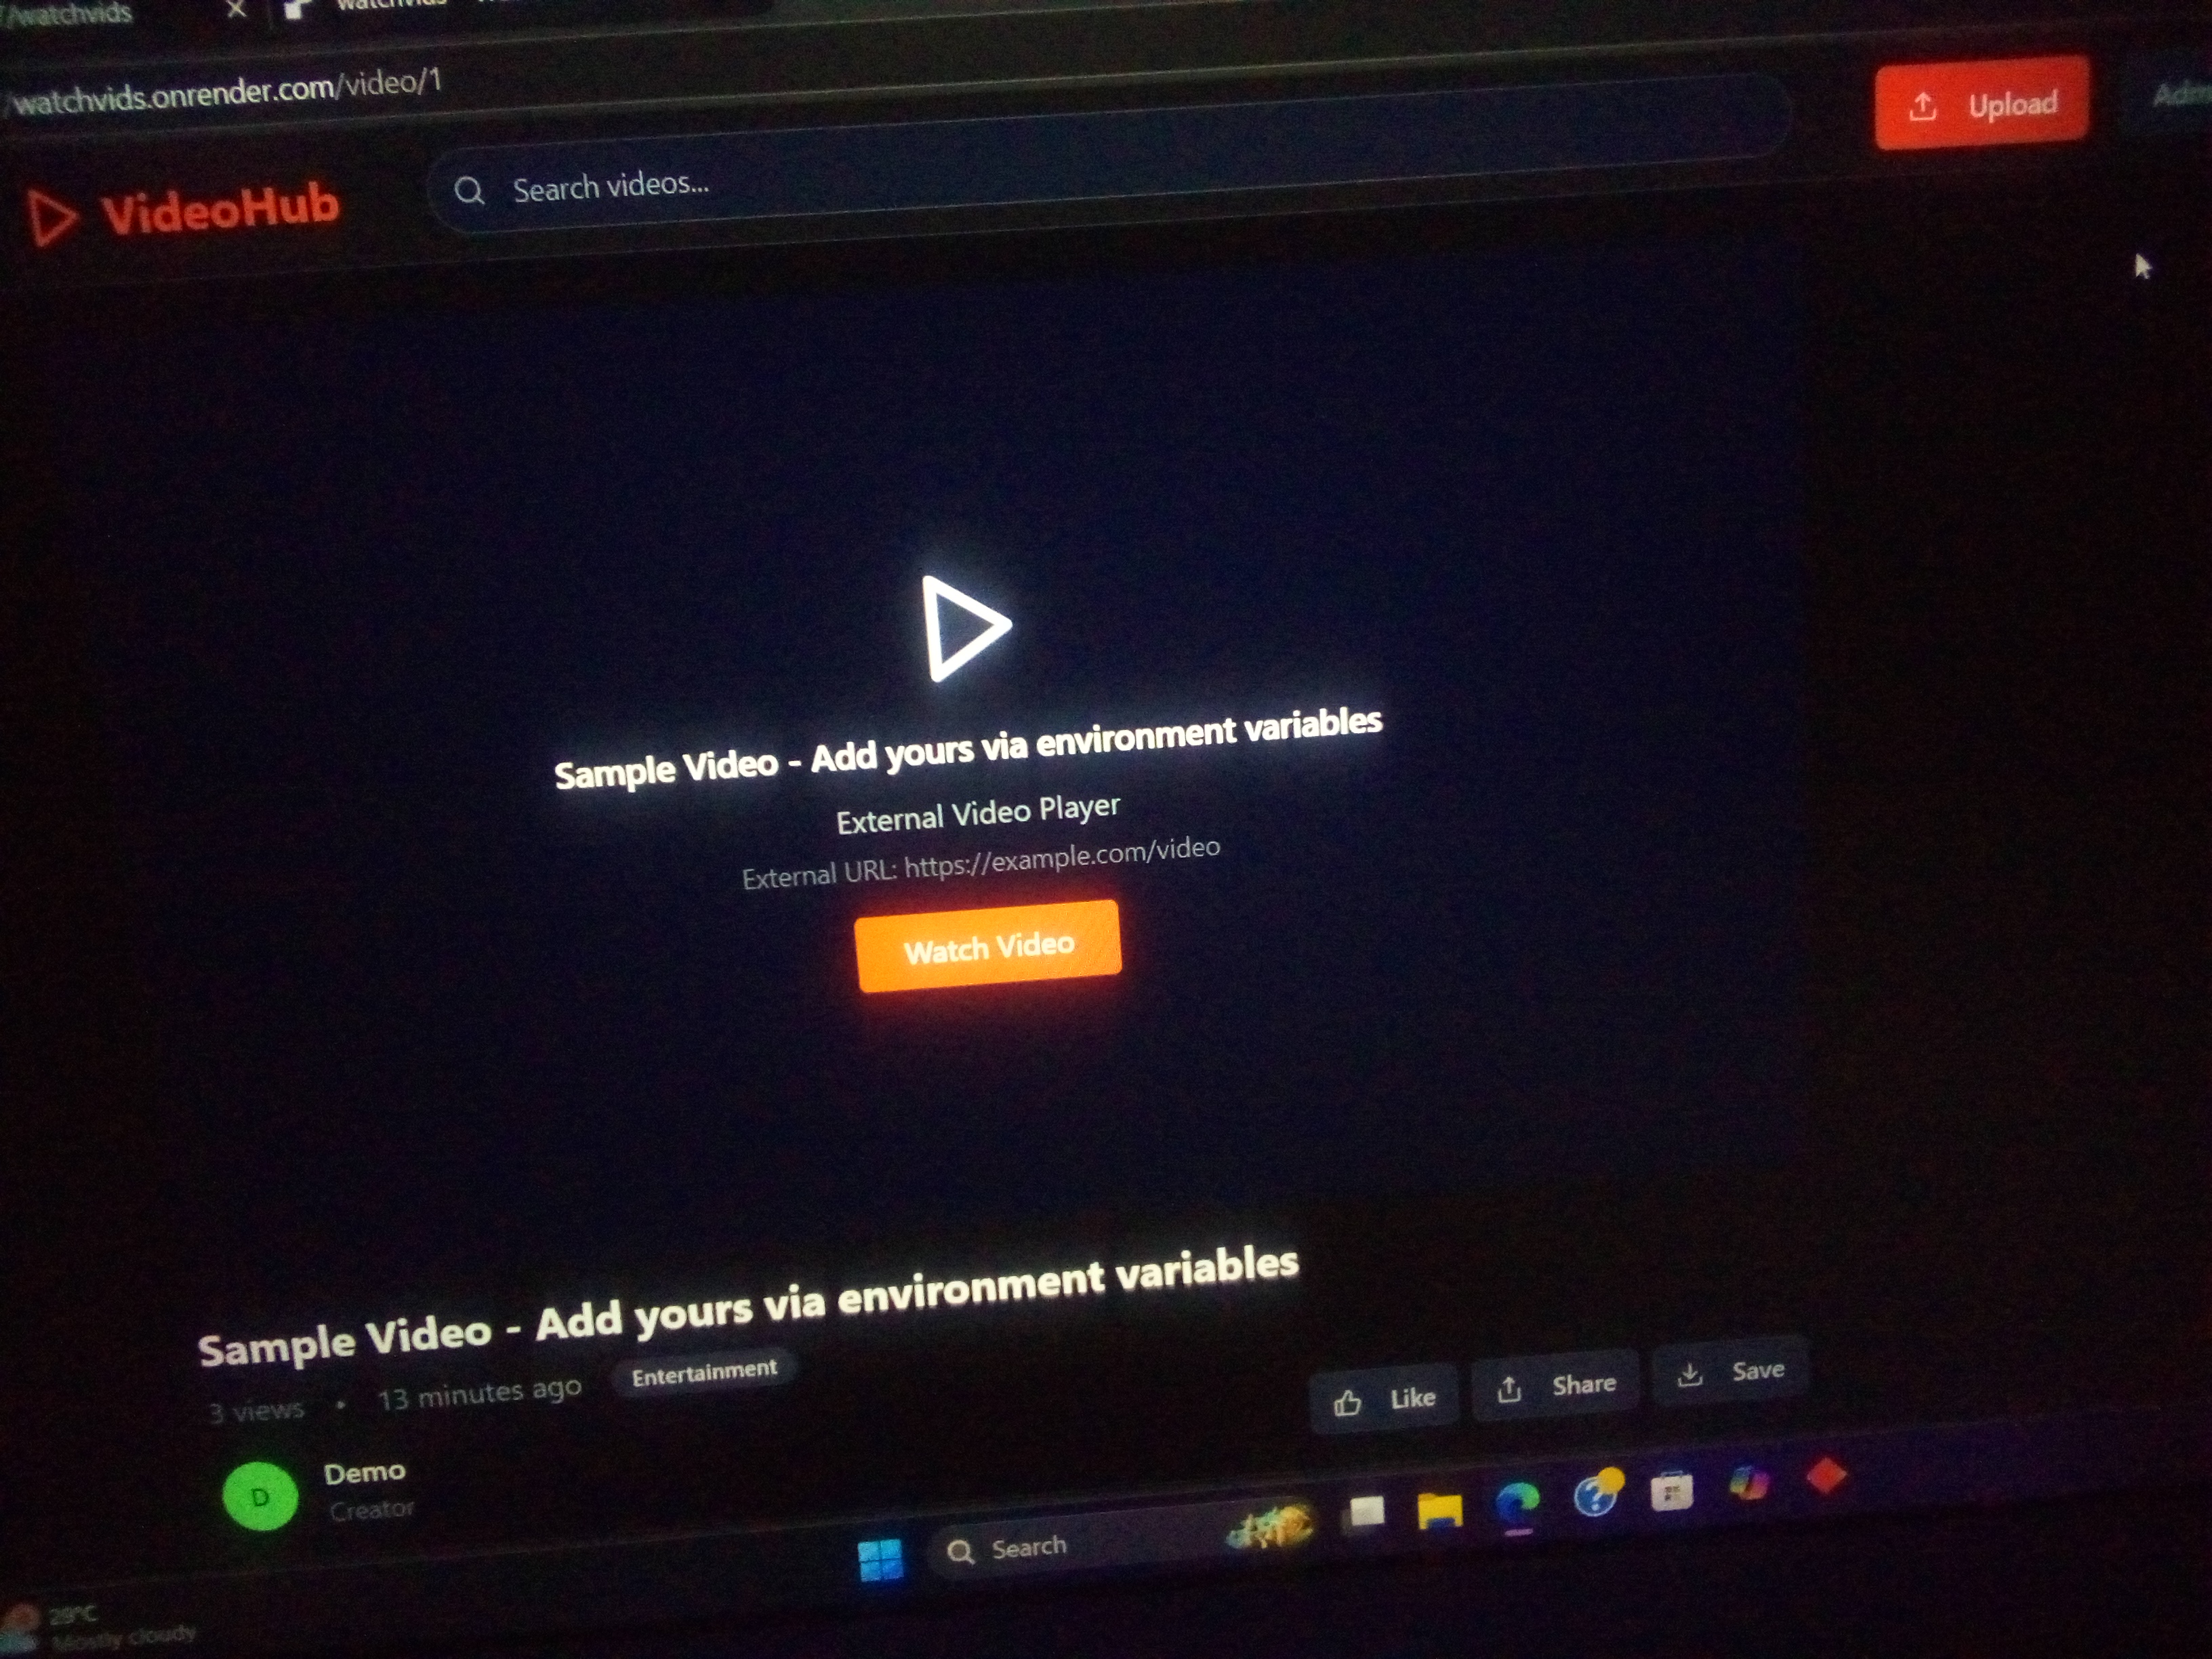 /watchvids
watchvids
/watchvids.onrender.com/video/1
Upload
VideoHub
Search videos...
Sample Video - Add yours via environment variables
External Video Player
External URL: https://example.com/video
Watch Video
Sample Video - Add yours via environment variables
3 views • 13 minutes ago Entertainment
Like Share Save
D Demo
Creator
Search
29°C
Mostly cloudy